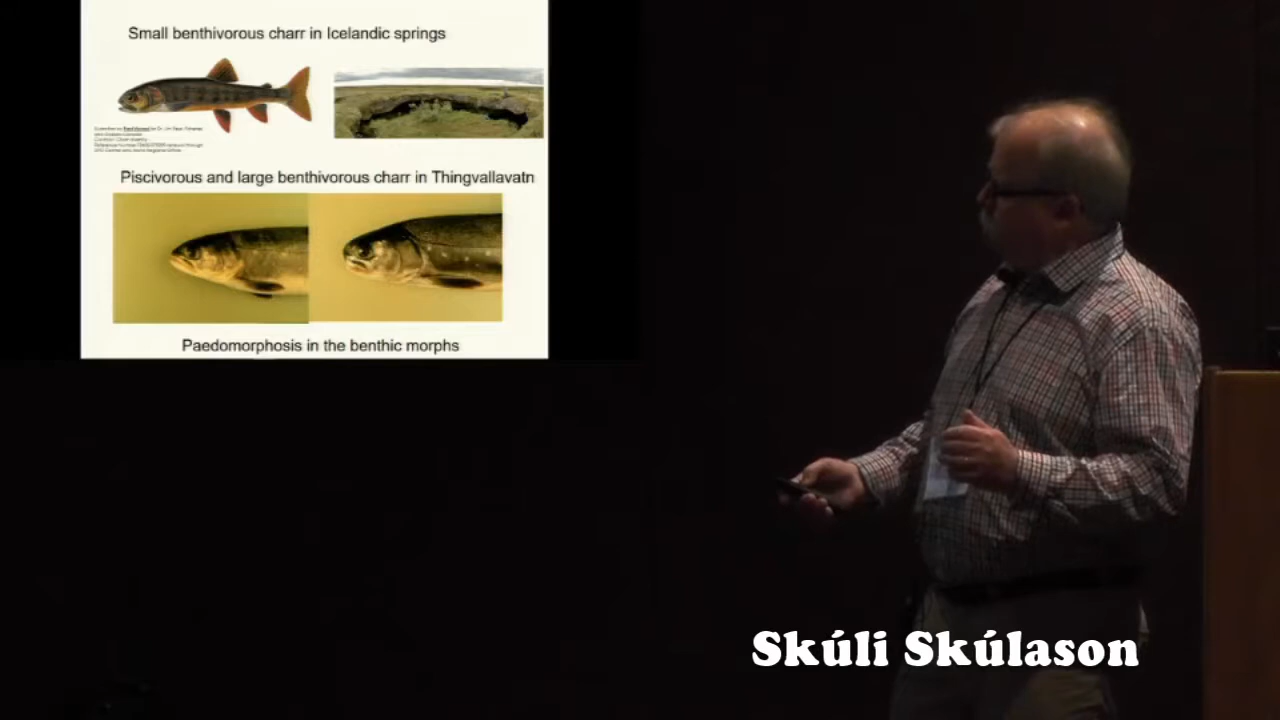 Small benthivorous charr in Icelandic springs
Piscivorous and large benthivorous charr in Thingvallavatn
Paedomorphosis in the benthic morphs
Skúli Skúlason